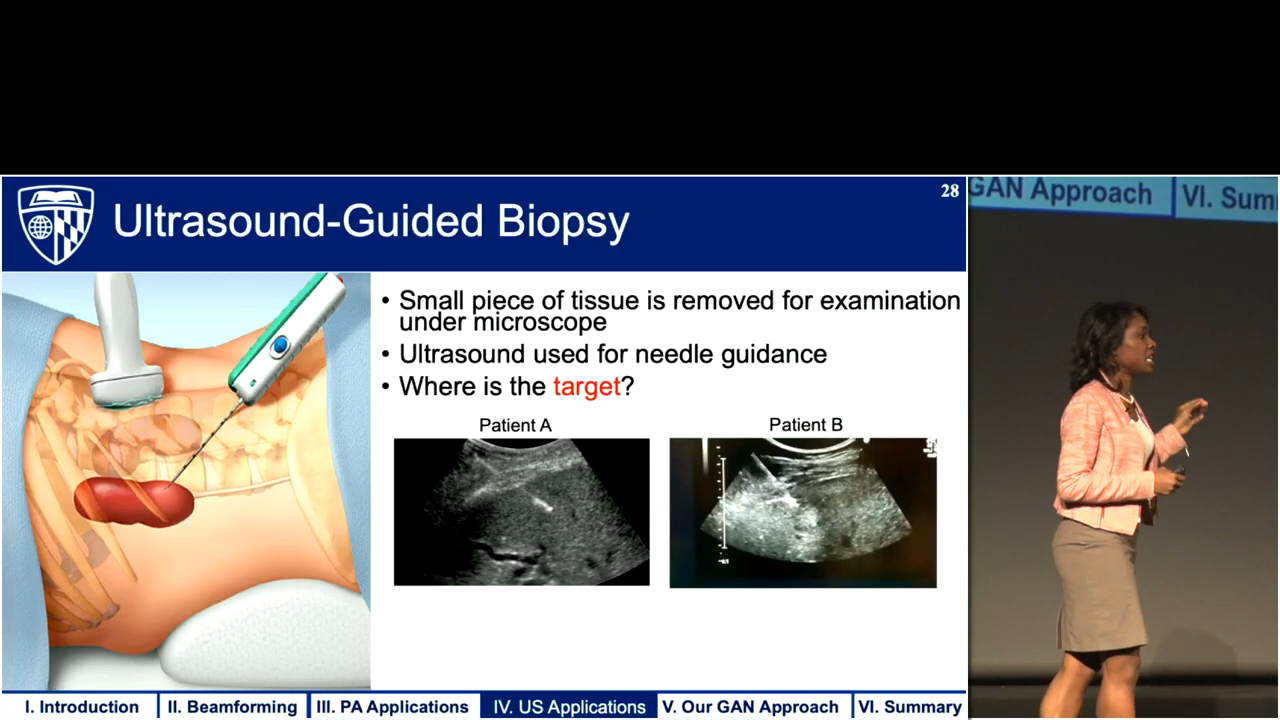 Ultrasound-Guided Biopsy
28
• Small piece of tissue is removed for examination
under microscope
• Ultrasound used for needle guidance
• Where is the target?
Patient A
Patient B
I. Introduction
II. Beamforming
III. PA Applications
IV. US Applications
V. Our GAN Approach
VI. Summary
GAN Approach
VI. Sum